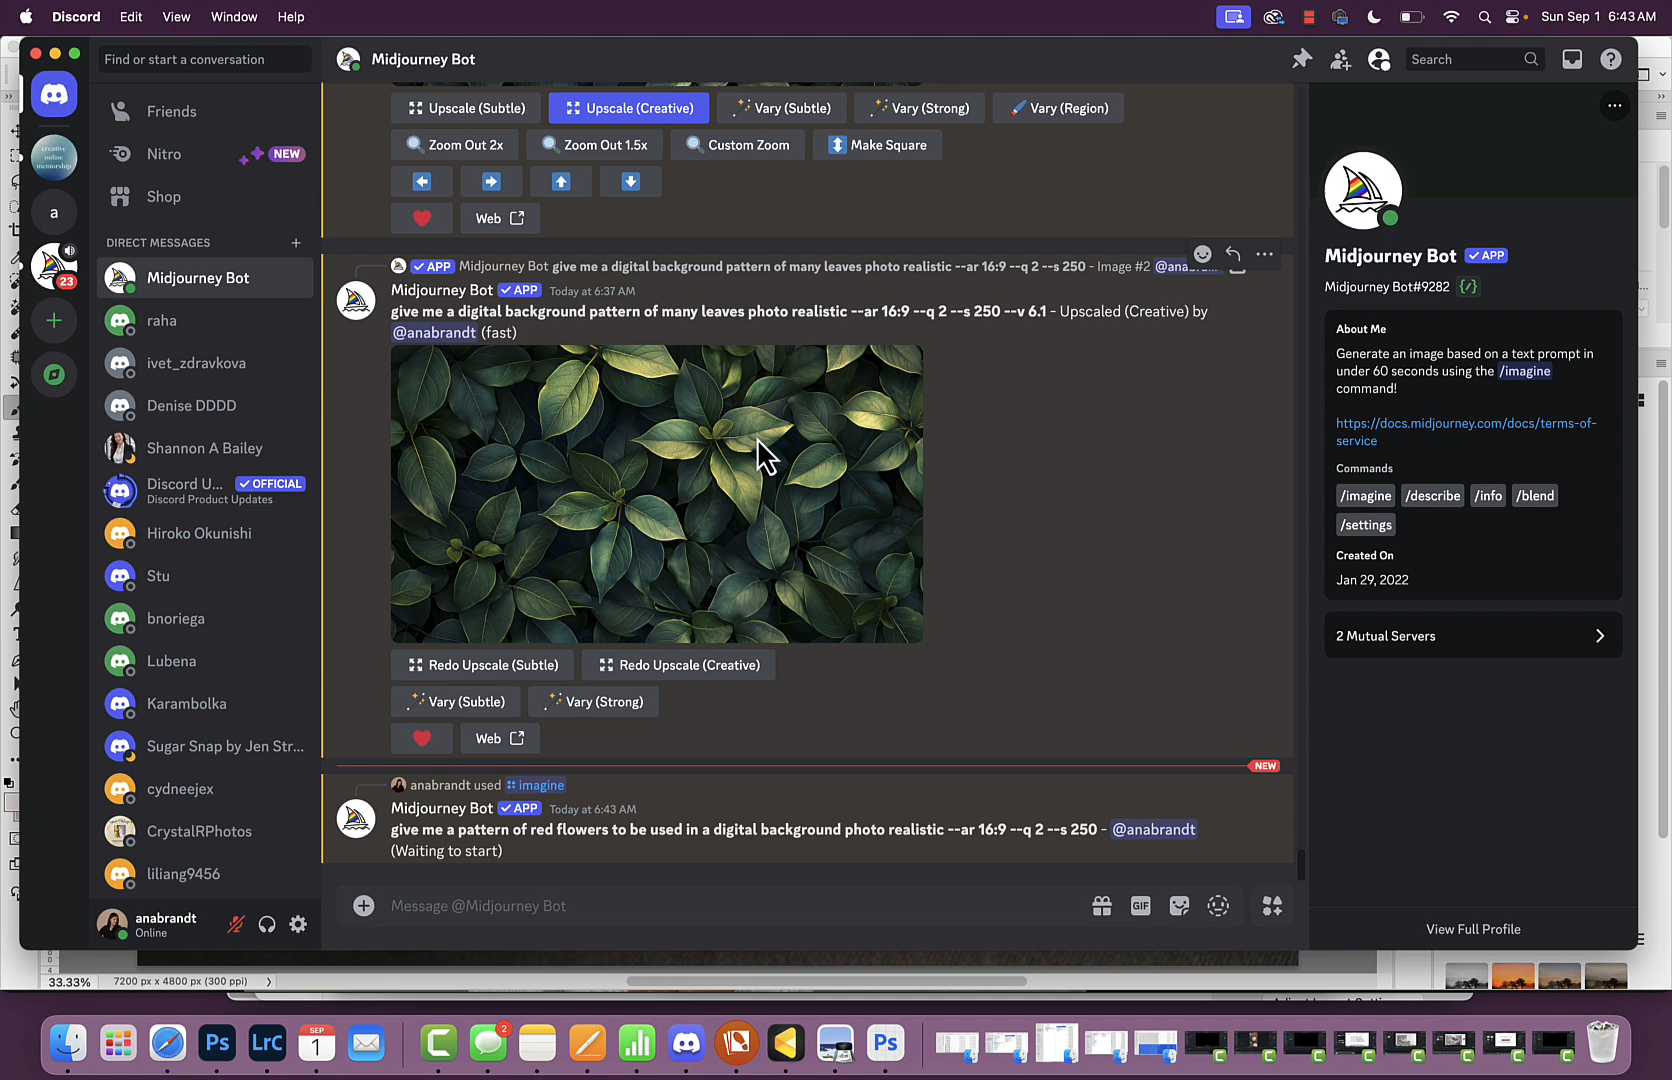 Discord Edit View Window Help
Sun Sep 1 6:43 AM
Find or start a conversation
Midjourney Bot
Search
Friends
Nitro NEW
Shop
DIRECT MESSAGES
Midjourney Bot
raha
ivet_zdravkova
Denise DDDD
Shannon A Bailey
Discord U... OFFICIAL
Discord Product Updates
Hiroko Okunishi
Stu
bnoriega
Lubena
Karambolka
Sugar Snap by Jen Str...
cydneejex
CrystalRPhotos
liliang9456
anabrandt
Online
creative
online
mentorship
a
23
Upscale (Subtle) Upscale (Creative) Vary (Subtle) Vary (Strong) Vary (Region)
Zoom Out 2x Zoom Out 1.5x Custom Zoom Make Square
Web
APP Midjourney Bot give me a digital background pattern of many leaves photo realistic --ar 16:9 --q 2 --s 250 - Image #2
Midjourney Bot APP Today at 6:37 AM
give me a digital background pattern of many leaves photo realistic --ar 16:9 --q 2 --s 250 --v 6.1 - Upscaled (Creative) by
@anabrandt (fast)
Redo Upscale (Subtle) Redo Upscale (Creative)
Vary (Subtle) Vary (Strong)
Web
NEW
anabrandt used imagine
Midjourney Bot APP Today at 6:43 AM
give me a pattern of red flowers to be used in a digital background photo realistic --ar 16:9 --q 2 --s 250 - @anabrandt
(Waiting to start)
Message @Midjourney Bot
GIF
Midjourney Bot APP
Midjourney Bot#9282
About Me
Generate an image based on a text prompt in
under 60 seconds using the /imagine
command!
https://docs.midjourney.com/docs/terms-of-
service
Commands
/imagine /describe /info /blend
/settings
Created On
Jan 29, 2022
2 Mutual Servers
View Full Profile
33.33% 7200 px x 4800 px (300 ppi)
Ps LrC SEP 1 2 Ps